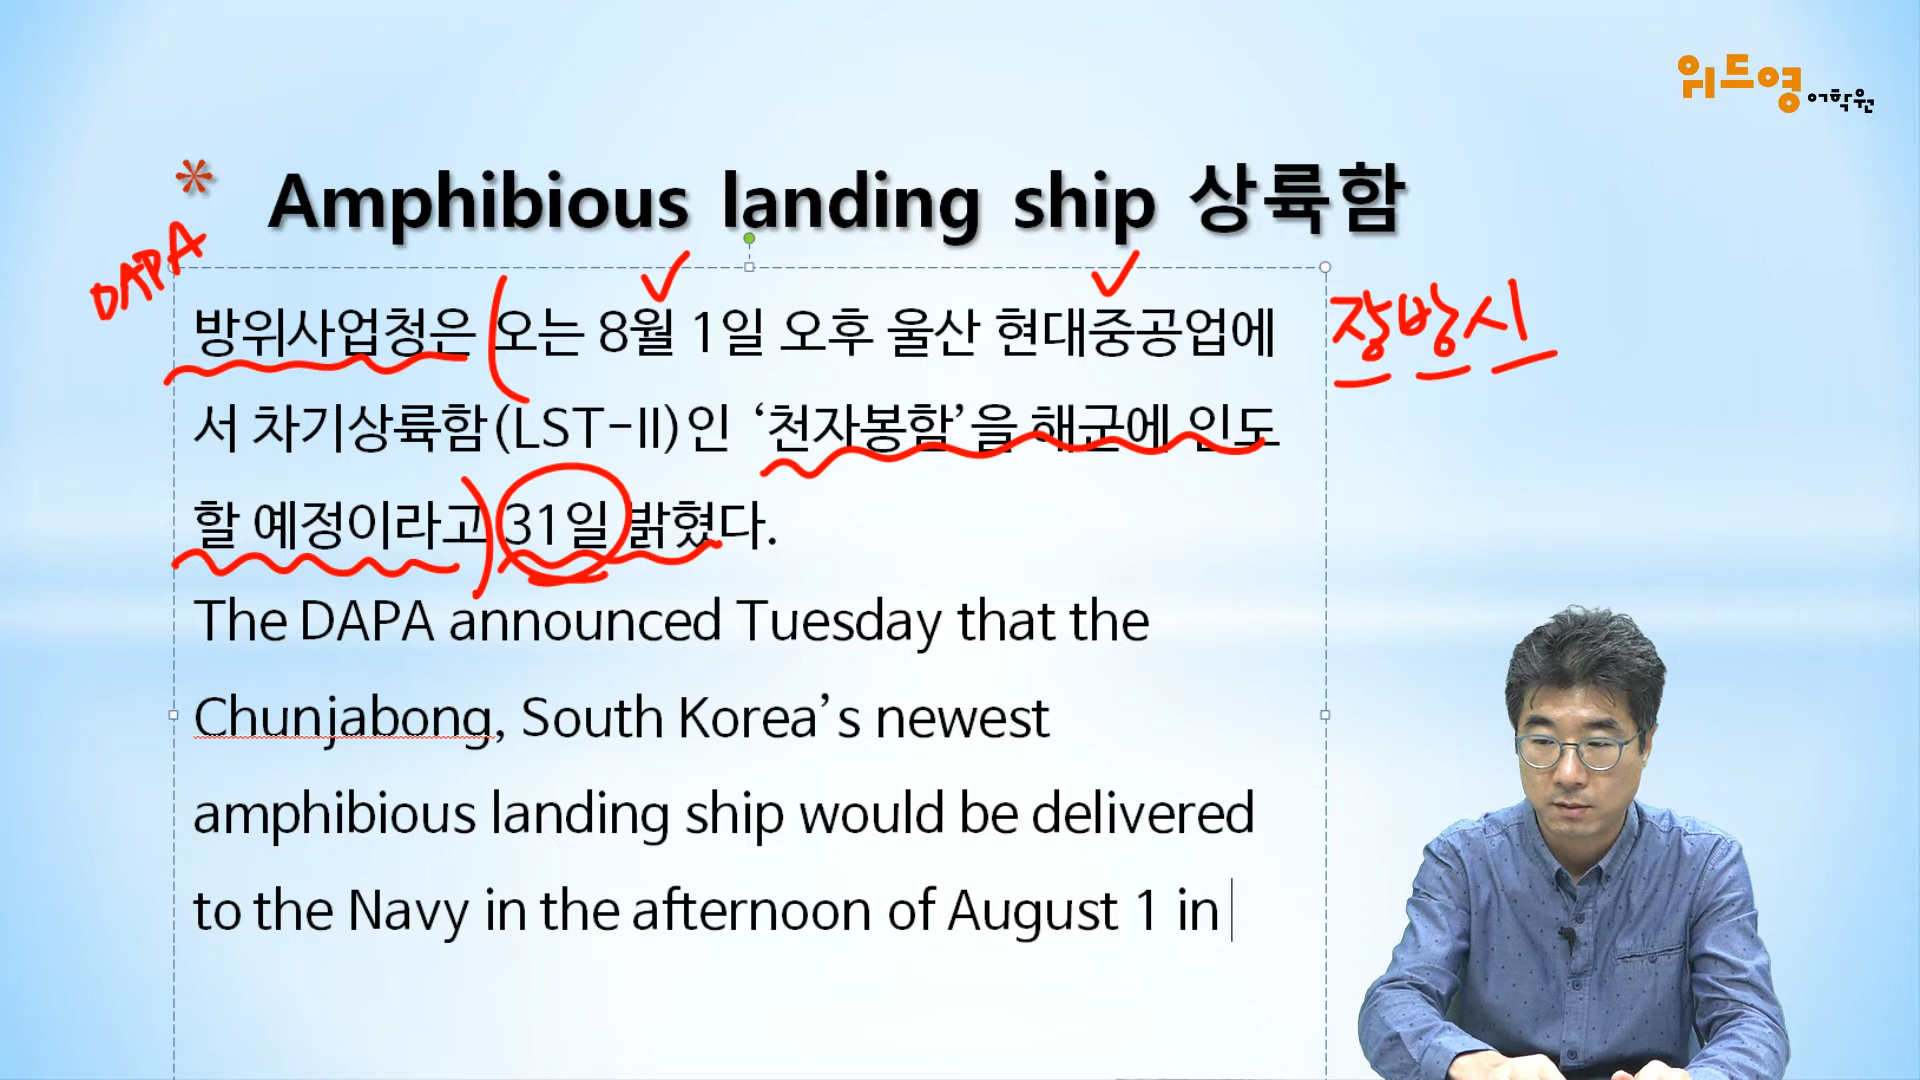 위드영 어학원
* Amphibious landing ship 상륙함
DAPA
방위사업청은 오는 8월 1일 오후 울산 현대중공업에
장방시
서 차기상륙함(LST-II)인 ‘천자봉함’을 해군에 인도
할 예정이라고 31일 밝혔다.
The DAPA announced Tuesday that the
Chunjabong, South Korea’s newest
amphibious landing ship would be delivered
to the Navy in the afternoon of August 1 in